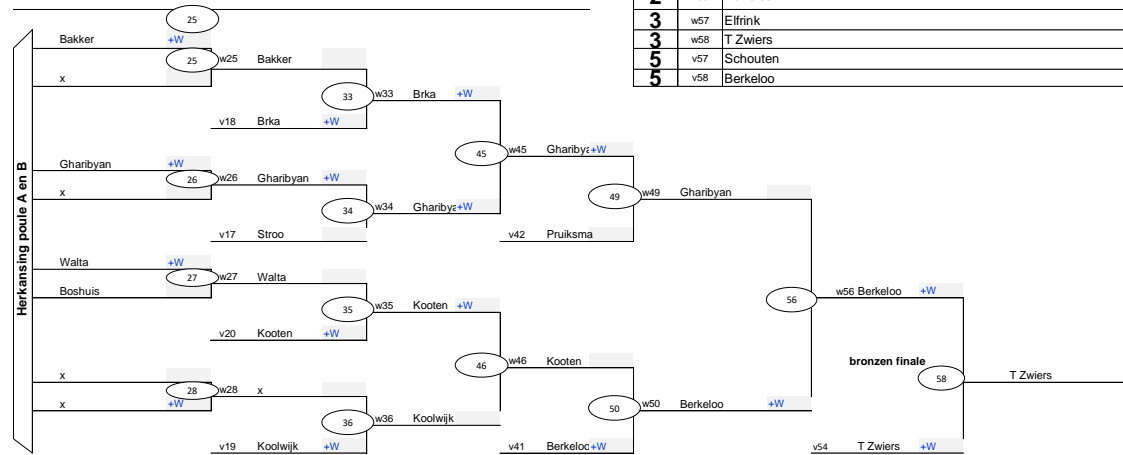 25
2
3 w57 Elfrink
3 w58 T Zwiers
5 v57 Schouten
5 v58 Berkeloo
Herkansing poule A en B
Bakker +W
25 w25 Bakker
x
33 w33 Brka +W
v18 Brka +W
45 w45 Gharibya +W
Gharibyan +W
26 w26 Gharibyan +W
x
49 w49 Gharibyan
34 w34 Gharibya +W
v17 Stroo
v42 Pruiksma
Walta +W
27 w27 Walta
Boshuis
56 w56 Berkeloo +W
35 w35 Kooten +W
v20 Kooten +W
46 w46 Kooten
bronzen finale
x
58 T Zwiers
28 w28 x
x +W
50 w50 Berkeloo +W
36 w36 Koolwijk
v19 Koolwijk +W
v41 Berkeloo +W
v54 T Zwiers +W